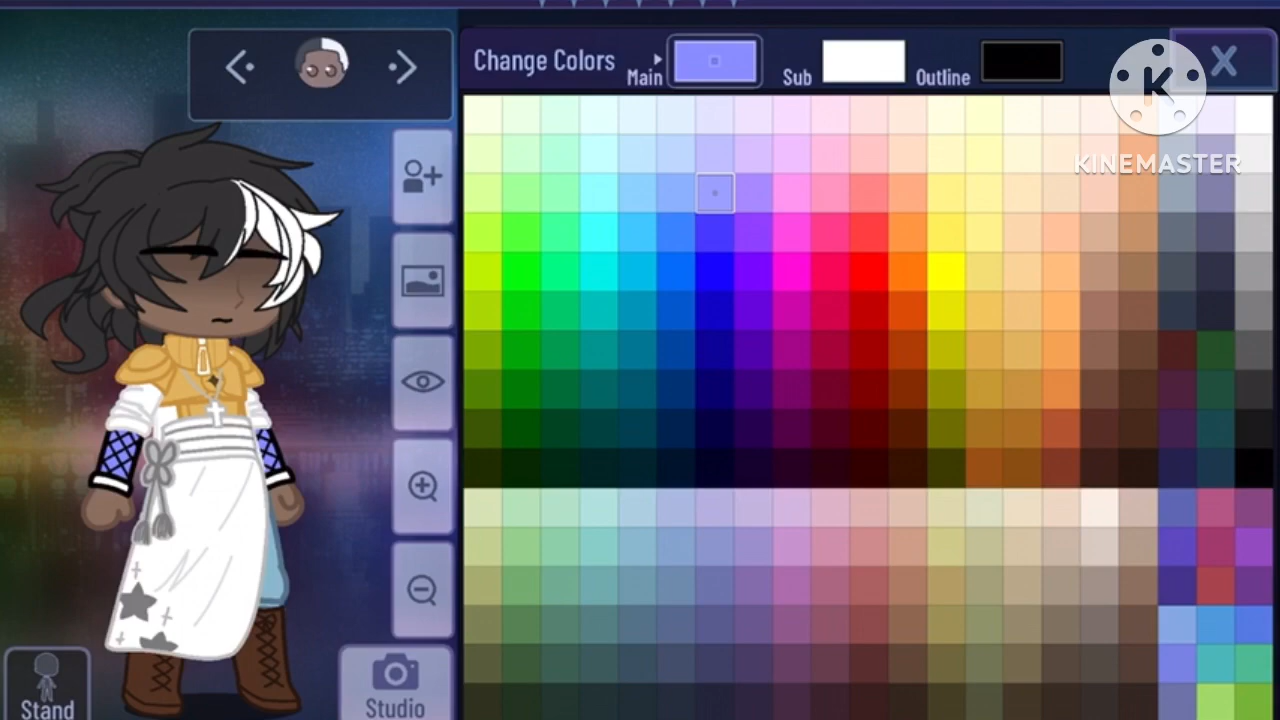 Change Colors
Main
Sub
Outline
X
K
KINEMASTER
Stand
Studio